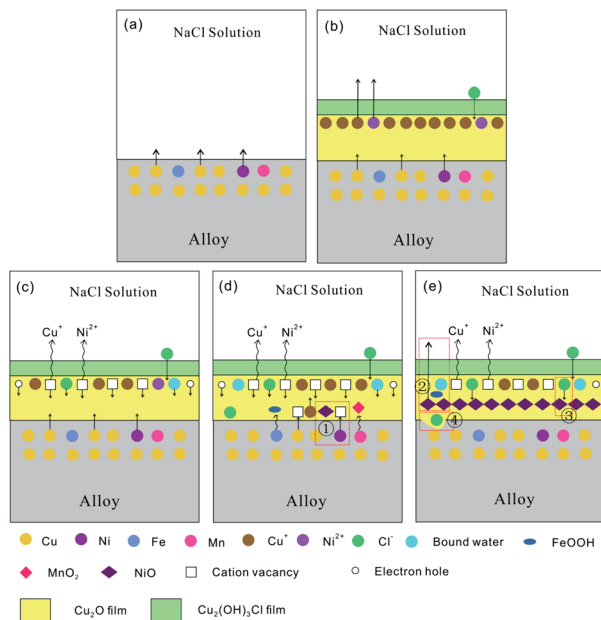 (a)
NaCl Solution
Alloy
(b)
NaCl Solution
Alloy
(c)
NaCl Solution
Cu⁺ Ni²⁺
Alloy
(d)
NaCl Solution
Cu⁺ Ni²⁺
①
Alloy
(e)
NaCl Solution
Cu⁺ Ni²⁺
②
③
④
Alloy
Cu Ni Fe Mn Cu⁺ Ni²⁺ Cl⁻ Bound water FeOOH
MnO₂ NiO Cation vacancy Electron hole
Cu₂O film Cu₂(OH)₃Cl film